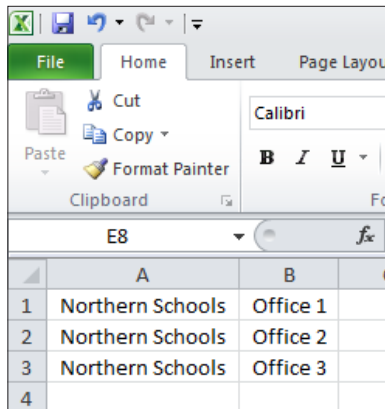 File Home Insert Page Layou
Cut
Copy
Paste
Format Painter
Clipboard
Calibri
B I U
Fo
E8 fx
A B
1 Northern Schools Office 1
2 Northern Schools Office 2
3 Northern Schools Office 3
4